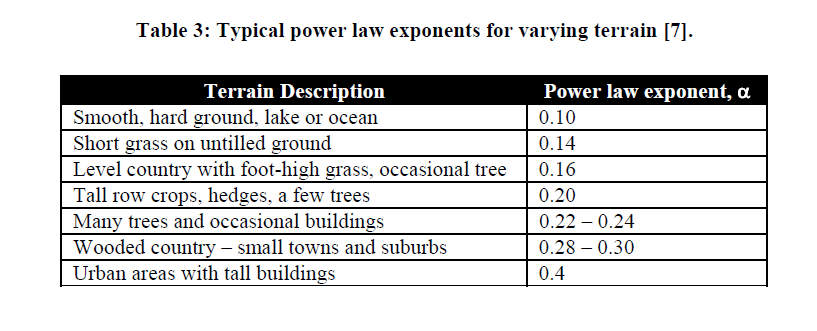 Table 3: Typical power law exponents for varying terrain [7].
Terrain Description Power law exponent, α
Smooth, hard ground, lake or ocean 0.10
Short grass on untilled ground 0.14
Level country with foot-high grass, occasional tree 0.16
Tall row crops, hedges, a few trees 0.20
Many trees and occasional buildings 0.22 – 0.24
Wooded country – small towns and suburbs 0.28 – 0.30
Urban areas with tall buildings 0.4